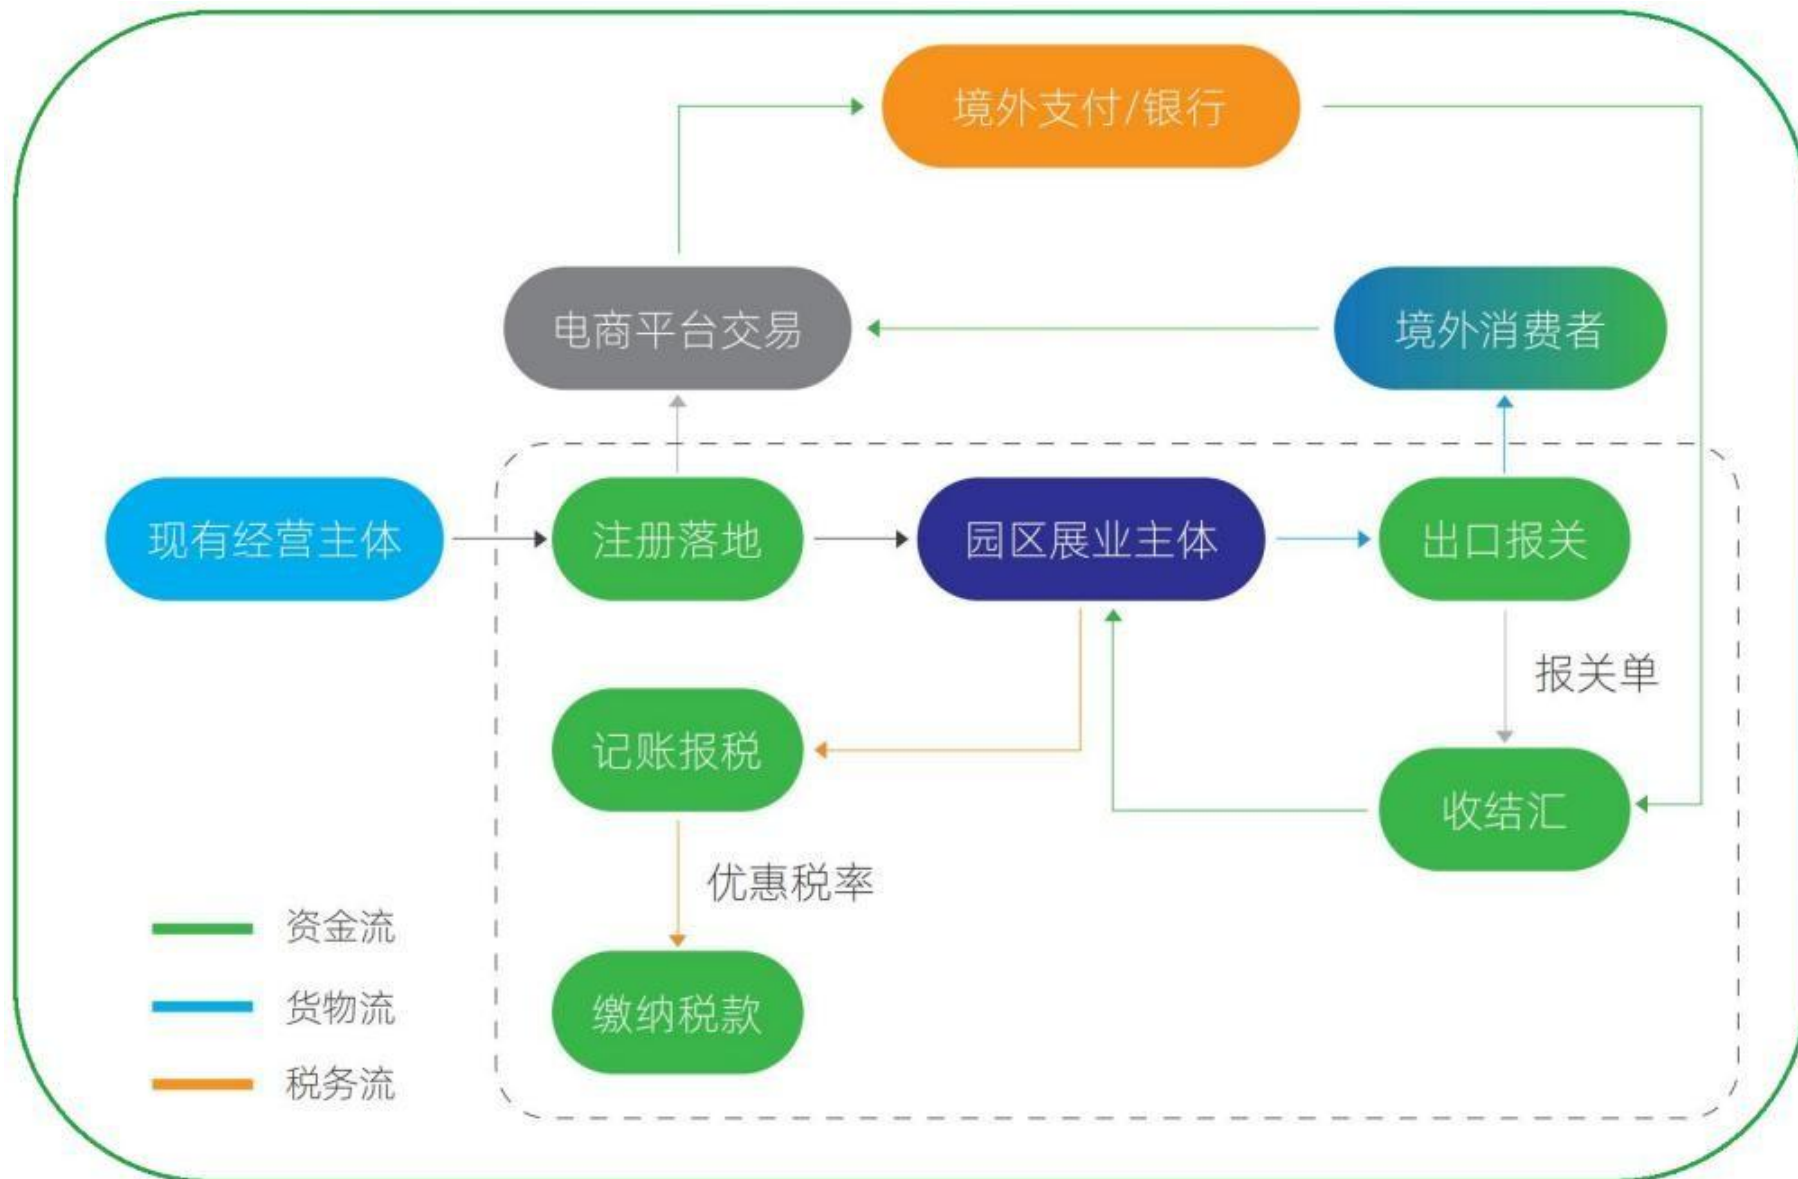 境外支付/银行
电商平台交易
境外消费者
现有经营主体
注册落地
园区展业主体
出口报关
报关单
记账报税
收结汇
优惠税率
资金流
货物流
缴纳税款
税务流